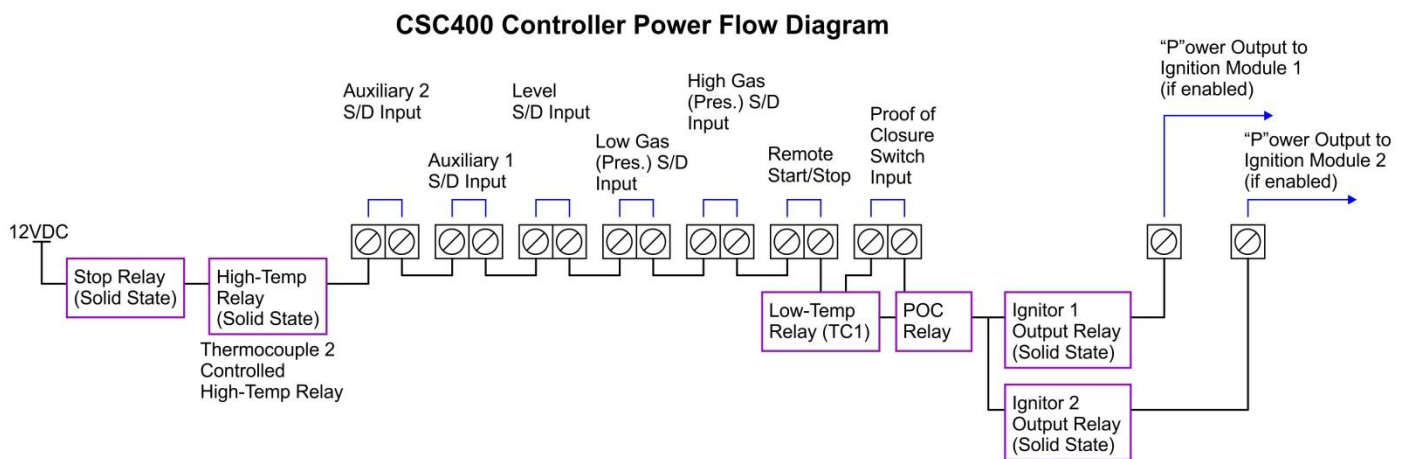 CSC400 Controller Power Flow Diagram
"P"ower Output to
Ignition Module 1
(if enabled)
"P"ower Output to
Ignition Module 2
(if enabled)
Auxiliary 2
S/D Input
Auxiliary 1
S/D Input
Level
S/D Input
Low Gas
(Pres.) S/D
Input
High Gas
(Pres.) S/D
Input
Remote
Start/Stop
Proof of
Closure
Switch
Input
12VDC
Stop Relay
(Solid State)
High-Temp
Relay
(Solid State)
Thermocouple 2
Controlled
High-Temp Relay
Low-Temp
Relay (TC1)
POC
Relay
Ignitor 1
Output Relay
(Solid State)
Ignitor 2
Output Relay
(Solid State)